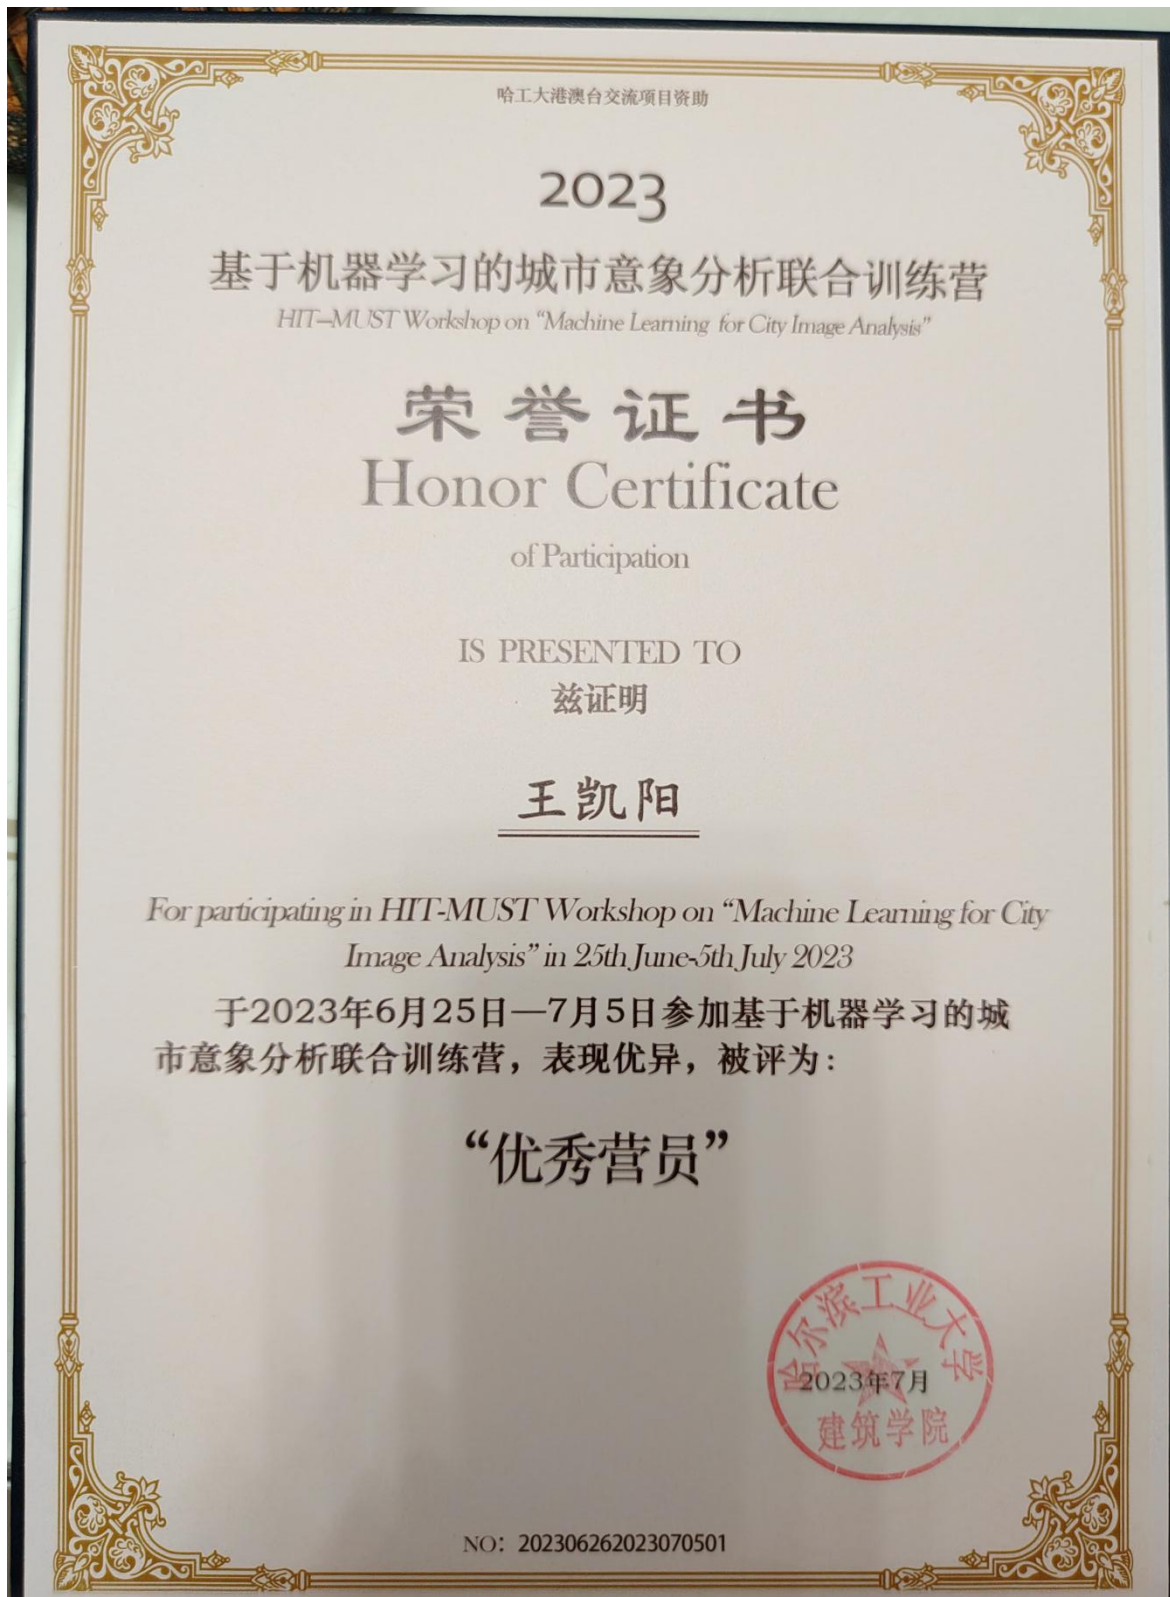 哈工大港澳台交流项目资助
2023
基于机器学习的城市意象分析联合训练营
HIT-MUST Workshop on “Machine Learning for City Image Analysis”
荣誉证书
Honor Certificate
of Participation
IS PRESENTED TO
兹证明
王凯阳
For participating in HIT-MUST Workshop on “Machine Learning for City
Image Analysis” in 25th June-5th July 2023
于2023年6月25日—7月5日参加基于机器学习的城
市意象分析联合训练营，表现优异，被评为：
“优秀营员”
哈尔滨工业大学
2023年7月
建筑学院
NO：202306262023070501